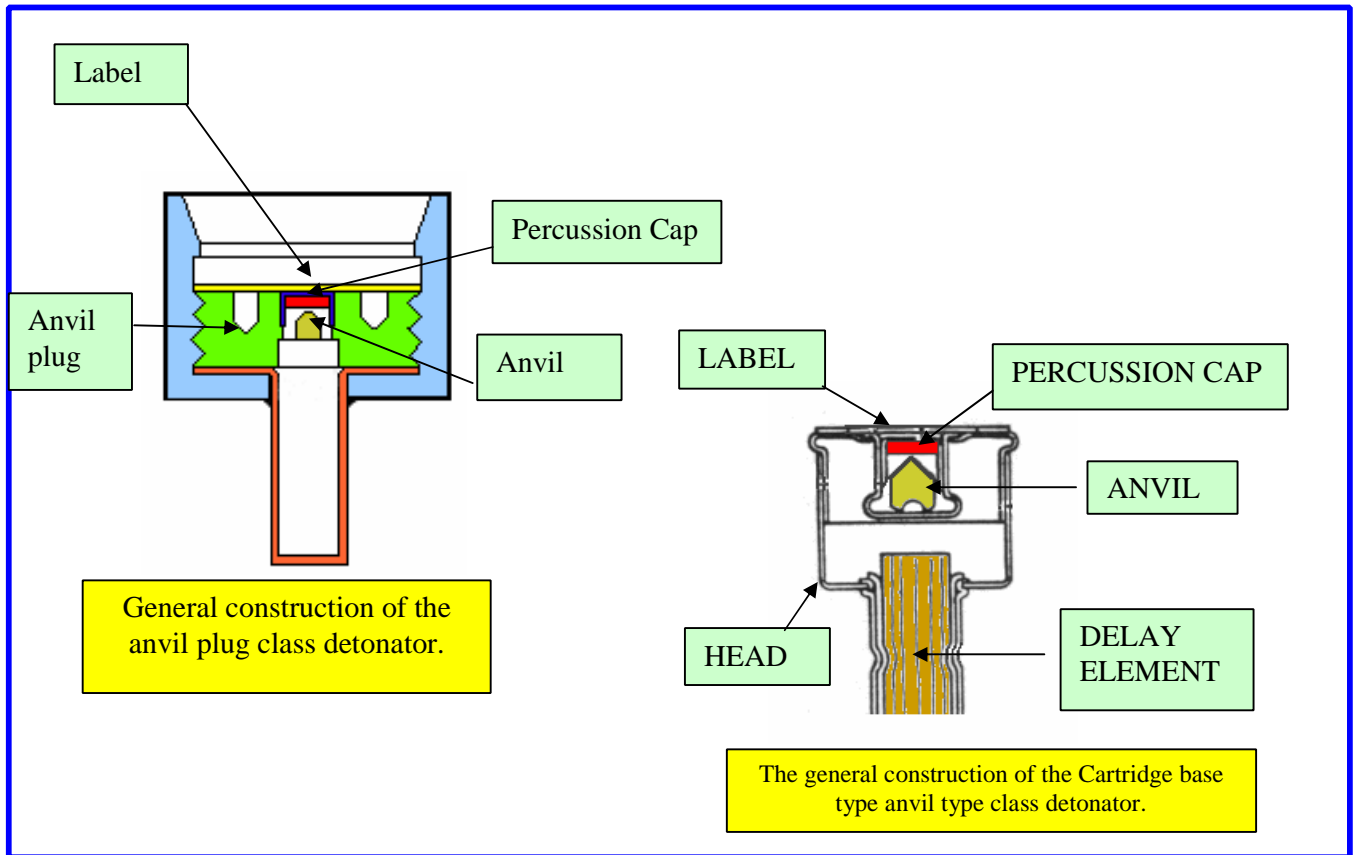 Label
Percussion Cap
Anvil
plug
Anvil
General construction of the
anvil plug class detonator.
LABEL
PERCUSSION CAP
ANVIL
HEAD
DELAY
ELEMENT
The general construction of the Cartridge base
type anvil type class detonator.